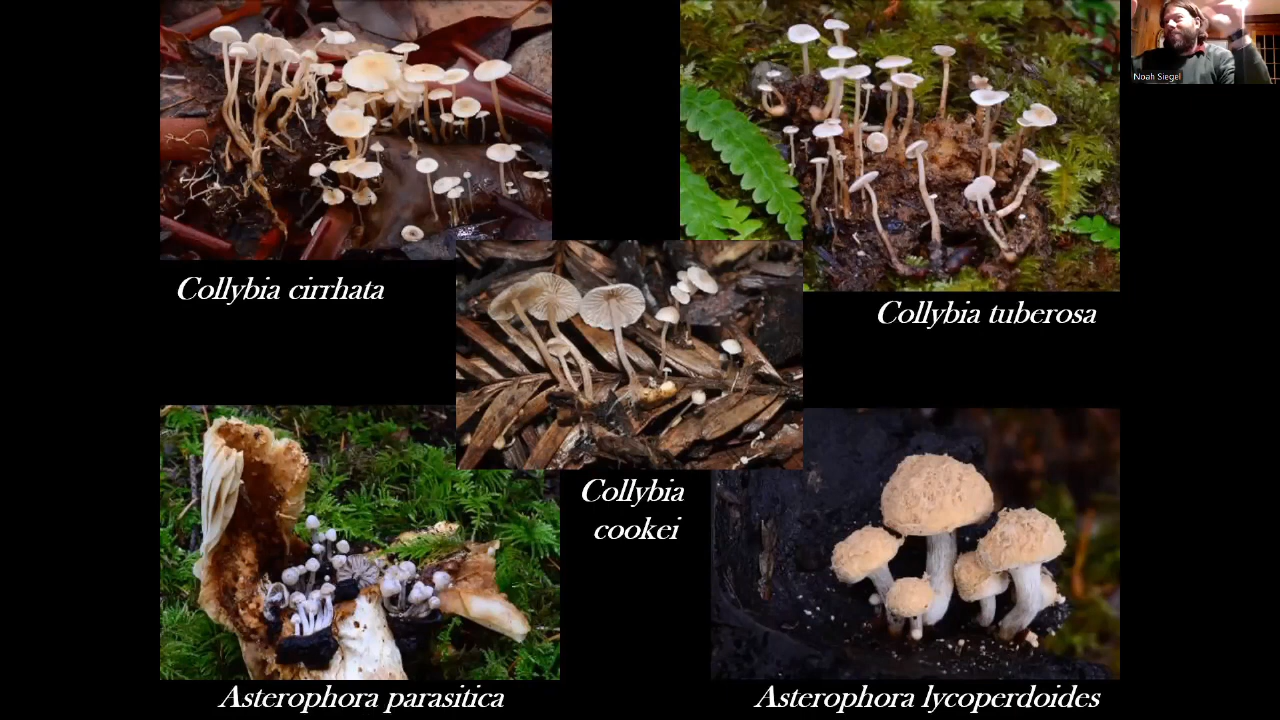 Noah Siegel
Collybia cirrhata
Collybia tuberosa
Collybia
cookei
Asterophora parasitica
Asterophora lycoperdoides